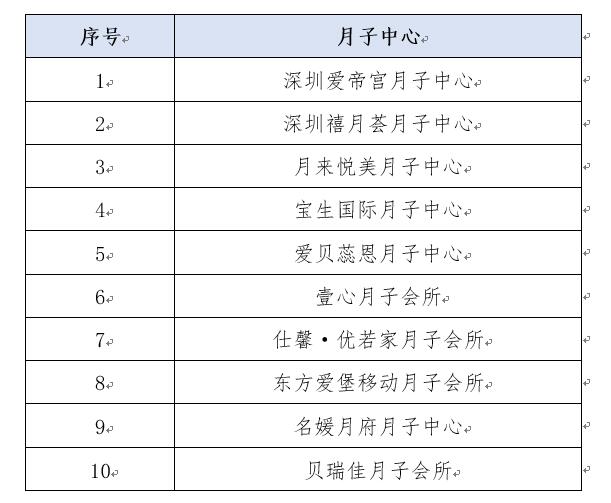 序号 月子中心
1 深圳爱帝宫月子中心
2 深圳禧月荟月子中心
3 月来悦美月子中心
4 宝生国际月子中心
5 爱贝蕊恩月子中心
6 壹心月子会所
7 仕馨·优若家月子会所
8 东方爱堡移动月子会所
9 名媛月府月子中心
10 贝瑞佳月子会所